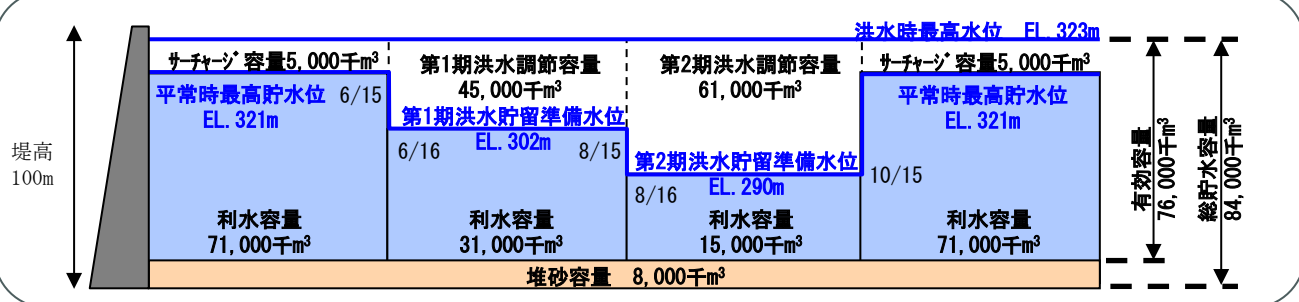 洪水時最高水位 EL.323m
サーチャージ容量5,000千m³
第1期洪水調節容量
45,000千m³
第2期洪水調節容量
61,000千m³
サーチャージ容量5,000千m³
平常時最高貯水位 6/15
EL.321m
第1期洪水貯留準備水位
EL.302m
6/16
8/15
第2期洪水貯留準備水位
EL.290m
8/16
平常時最高貯水位
EL.321m
10/15
堤高
100m
利水容量
71,000千m³
利水容量
31,000千m³
利水容量
15,000千m³
利水容量
71,000千m³
堆砂容量 8,000千m³
有効容量
76,000千m³
総貯水容量
84,000千m³